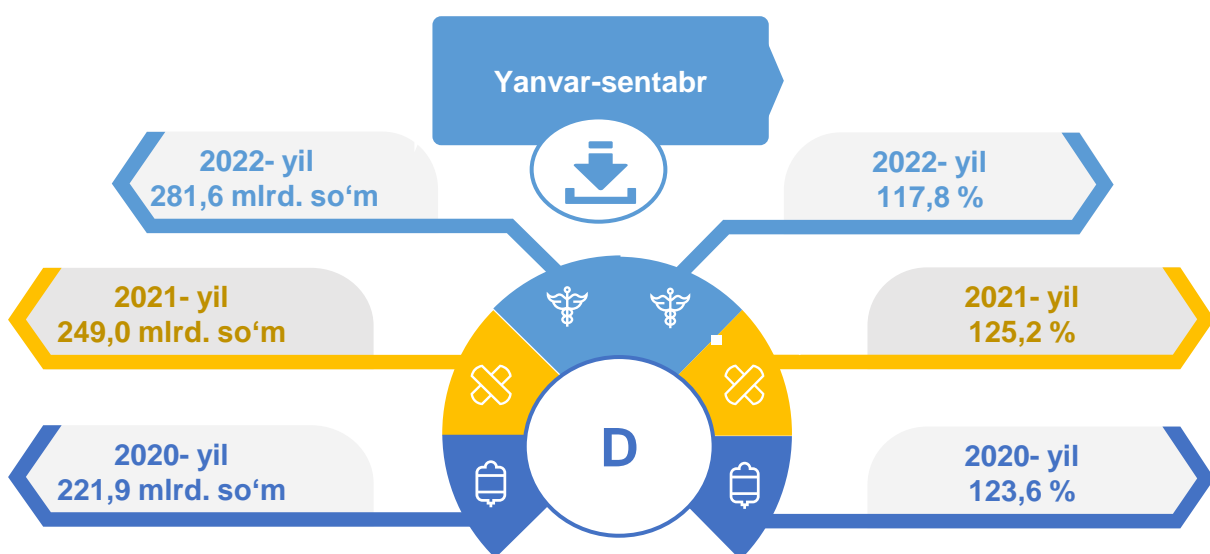 Yanvar-sentabr
2022- yil
281,6 mlrd. so‘m
2022- yil
117,8 %
2021- yil
249,0 mlrd. so‘m
2021- yil
125,2 %
2020- yil
221,9 mlrd. so‘m
2020- yil
123,6 %
D